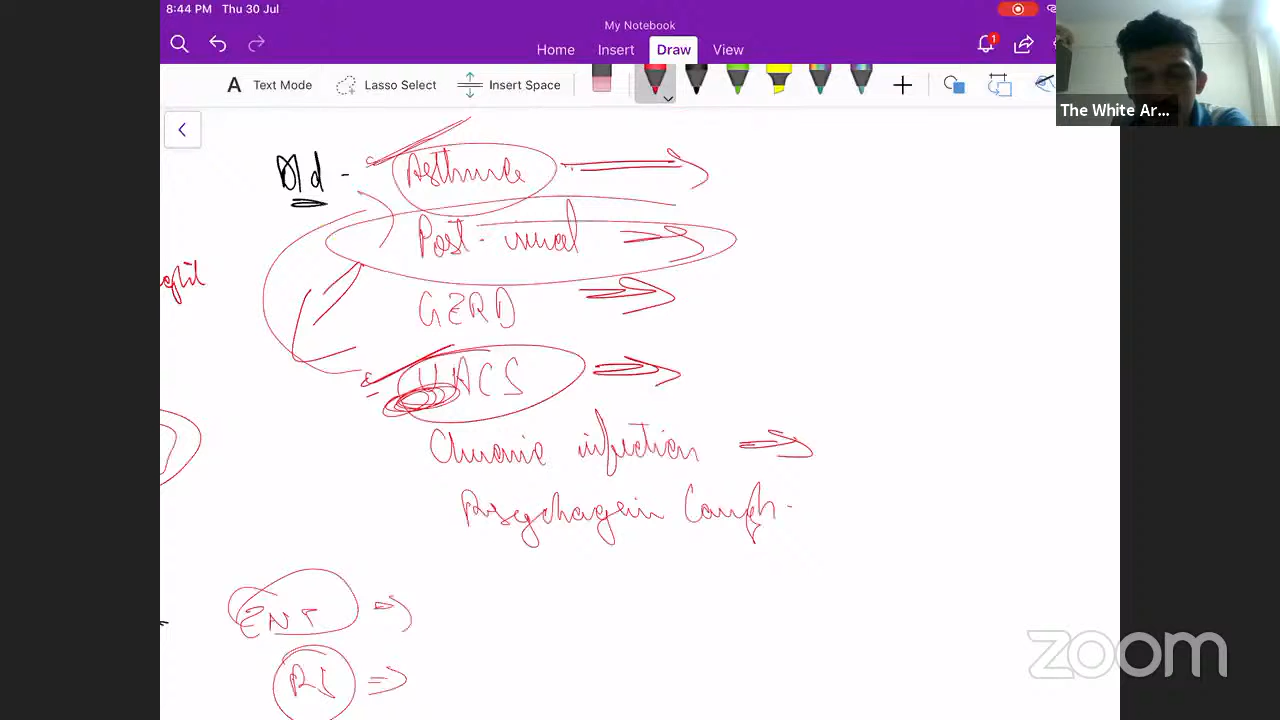 8:44 PM Thu 30 Jul
My Notebook
Home Insert Draw View
1
A Text Mode Lasso Select Insert Space
The White Ar...
D/d - Asthma
Post-viral
GERD
UACS
Chronic infection
Psychogenic Cough.
ENT
zoom